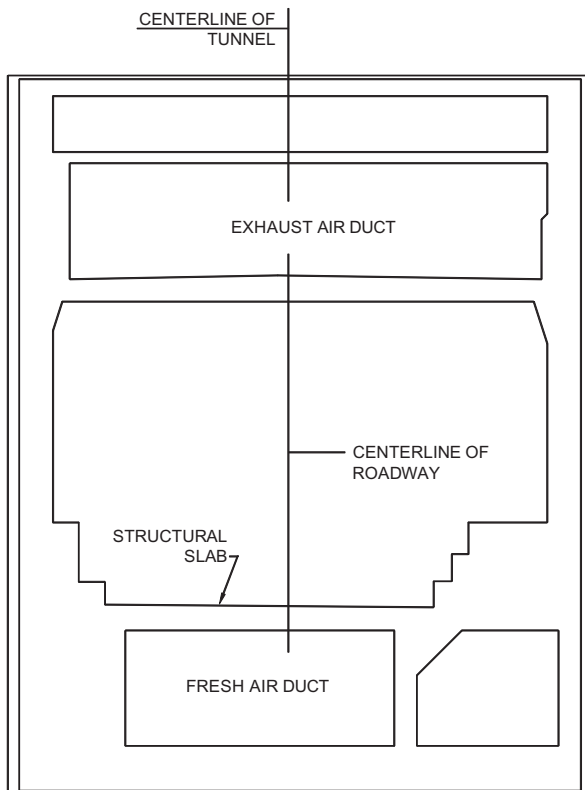 CENTERLINE OF
TUNNEL
EXHAUST AIR DUCT
CENTERLINE OF
ROADWAY
STRUCTURAL
SLAB
FRESH AIR DUCT